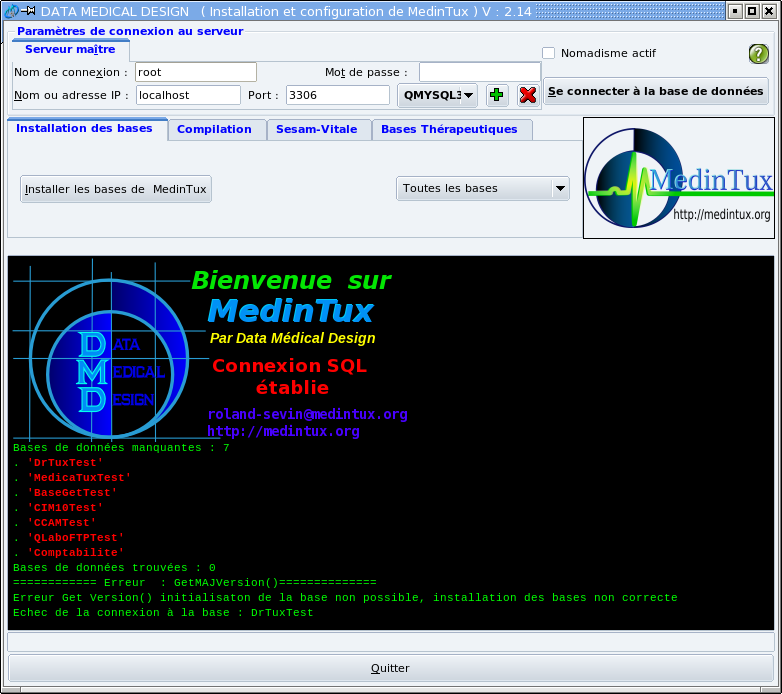 DATA MEDICAL DESIGN ( Installation et configuration de MedinTux ) V : 2.14
Paramètres de connexion au serveur
Serveur maître
Nomadisme actif
?
Nom de connexion : root Mot de passe :
Nom ou adresse IP : localhost Port : 3306 QMYSQL3 Se connecter à la base de données
Installation des bases Compilation Sesam-Vitale Bases Thérapeutiques
Installer les bases de MedinTux Toutes les bases
MedinTux
http://medintux.org
Bienvenue sur
MedinTux
Par Data Médical Design
DATA
MEDICAL
DESIGN
Connexion SQL
établie
roland-sevin@medintux.org
http://medintux.org
Bases de données manquantes : 7
. 'DrTuxTest'
. 'MedicaTuxTest'
. 'BaseGetTest'
. 'CIM10Test'
. 'CCAMTest'
. 'QLaboFTPTest'
. 'Comptabilite'
Bases de données trouvées : 0
============ Erreur : GetMAJVersion()==============
Erreur Get Version() initialisaton de la base non possible, installation des bases non correcte
Echec de la connexion à la base : DrTuxTest
Quitter